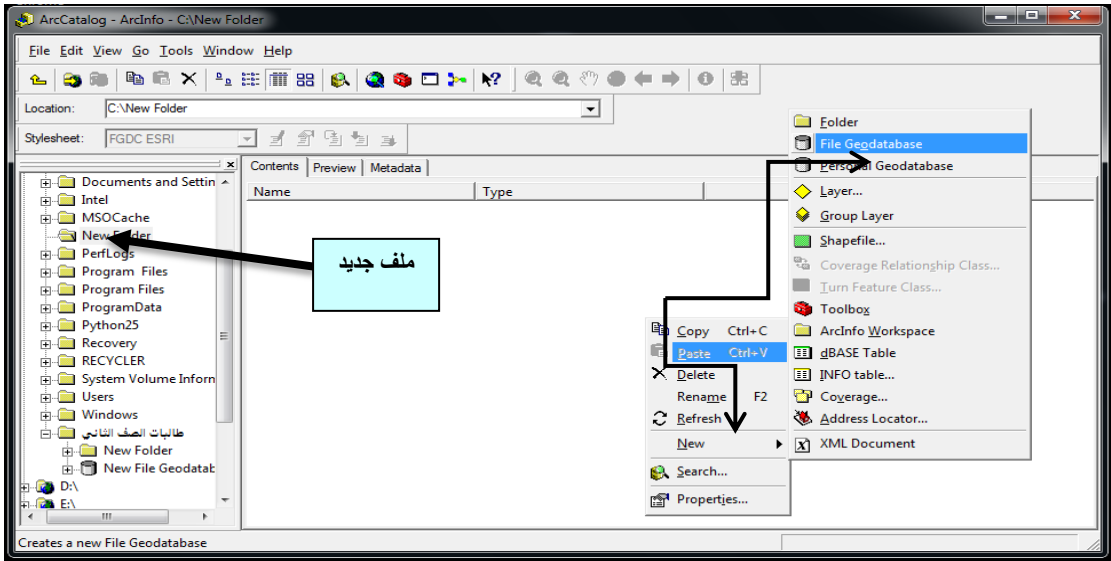 ArcCatalog - ArcInfo - C:\New Folder
File Edit View Go Tools Window Help
Location: C:\New Folder
Stylesheet: FGDC ESRI
Contents Preview Metadata
Name Type
Documents and Settin
Intel
MSOCache
New Folder
PerfLogs
Program Files
Program Files
ProgramData
Python25
Recovery
RECYCLER
System Volume Inforn
Users
Windows
طالبات الصف الثاني
New Folder
New File Geodatab
D:\
E:\
ملف جديد
Copy Ctrl+C
Paste Ctrl+V
Delete
Rename F2
Refresh
New
Search...
Properties...
Folder
File Geodatabase
Personal Geodatabase
Layer...
Group Layer
Shapefile...
Coverage Relationship Class...
Turn Feature Class...
Toolbox
ArcInfo Workspace
dBASE Table
INFO table...
Coverage...
Address Locator...
XML Document
Creates a new File Geodatabase